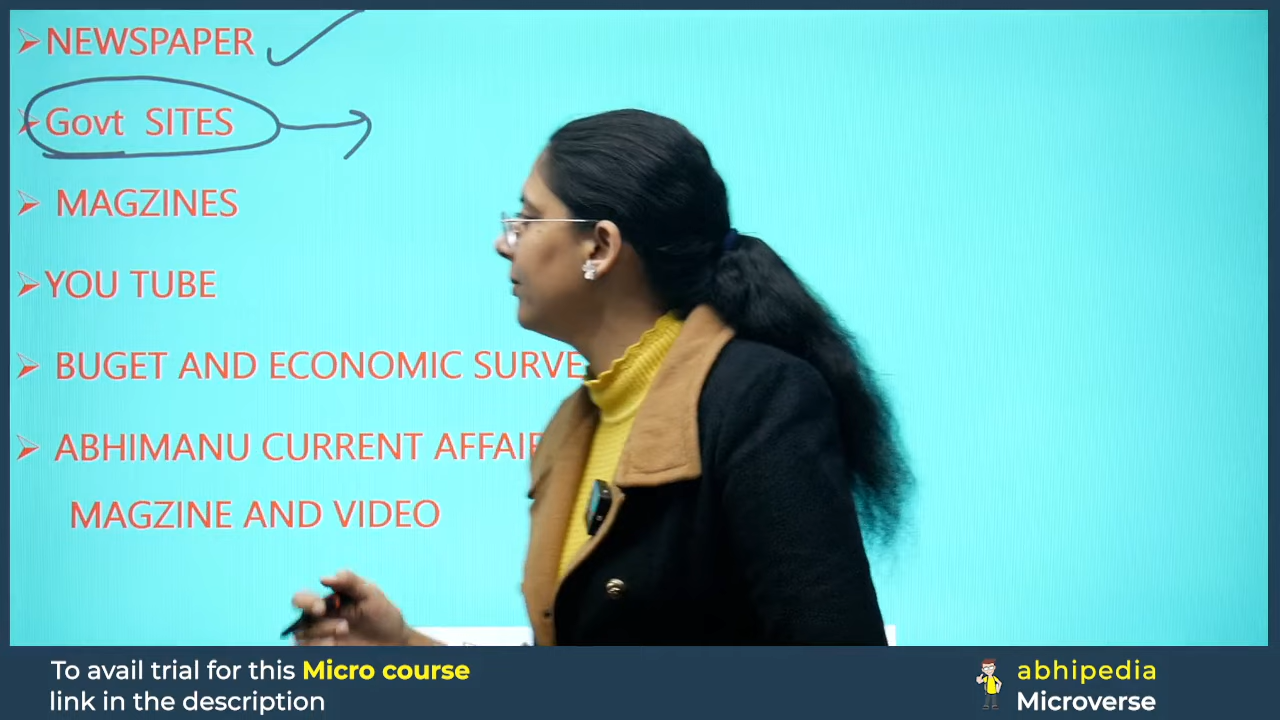 NEWSPAPER
Govt SITES
MAGZINES
YOU TUBE
BUGET AND ECONOMIC SURVE
ABHIMANU CURRENT AFFAIR
MAGZINE AND VIDEO
To avail trial for this Micro course
link in the description
abhipedia
Microverse